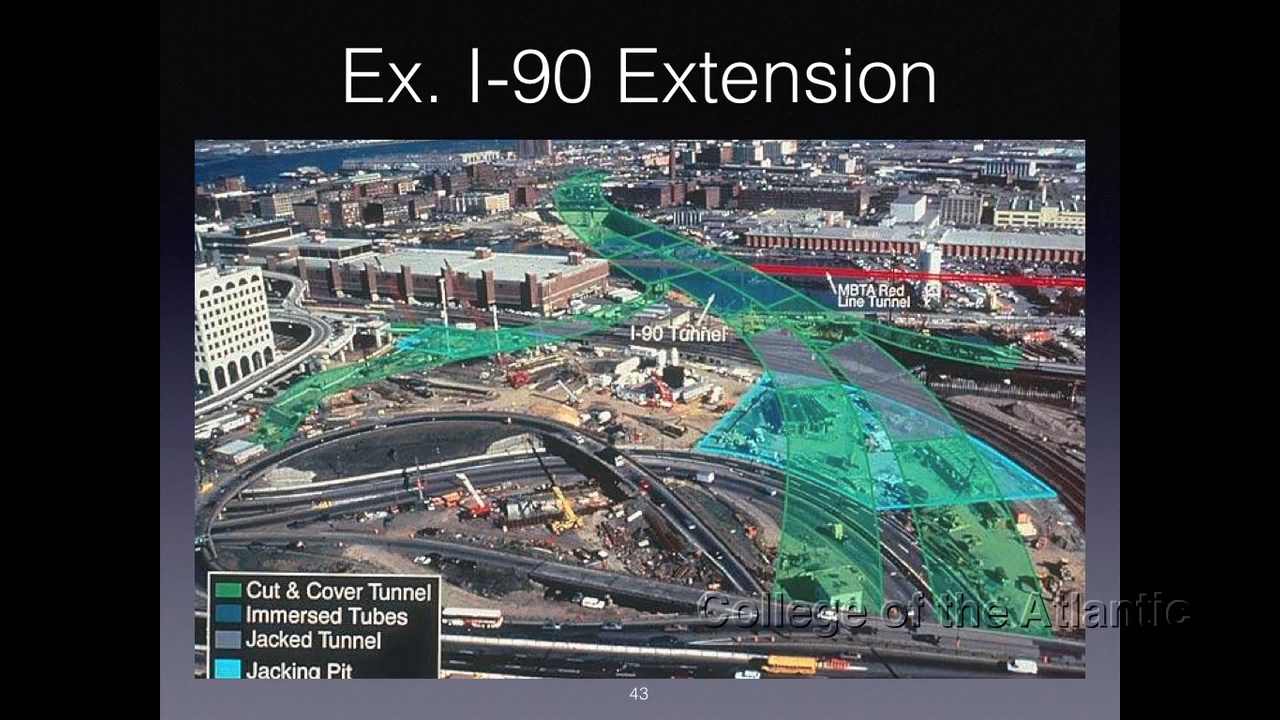 Ex. I-90 Extension
MBTA Red
Line Tunnel
I-90 Tunnel
Cut & Cover Tunnel
Immersed Tubes
Jacked Tunnel
Jacking Pit
College of the Atlantic
43